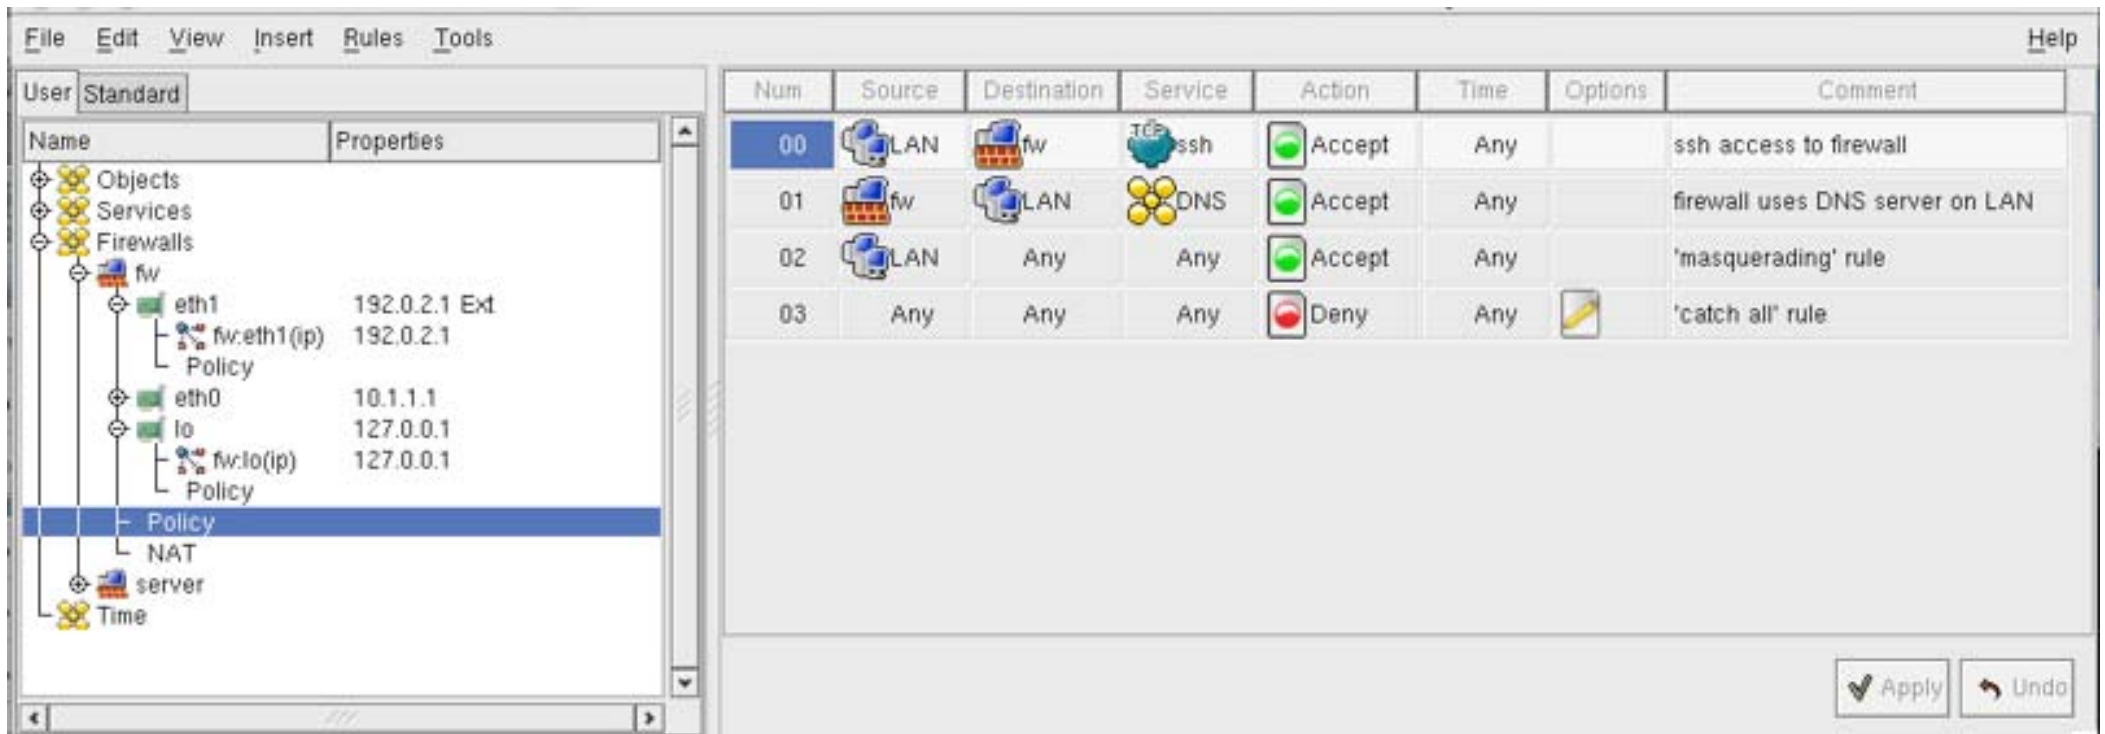 File Edit View Insert Rules Tools Help
User Standard
Name Properties
Objects
Services
Firewalls
fw
eth1 192.0.2.1 Ext
fw:eth1(ip) 192.0.2.1
Policy
eth0 10.1.1.1
lo 127.0.0.1
fw:lo(ip) 127.0.0.1
Policy
Policy
NAT
server
Time
Num Source Destination Service Action Time Options Comment
00 LAN fw TCP ssh Accept Any ssh access to firewall
01 fw LAN DNS Accept Any firewall uses DNS server on LAN
02 LAN Any Any Accept Any 'masquerading' rule
03 Any Any Any Deny Any 'catch all' rule
Apply Undo